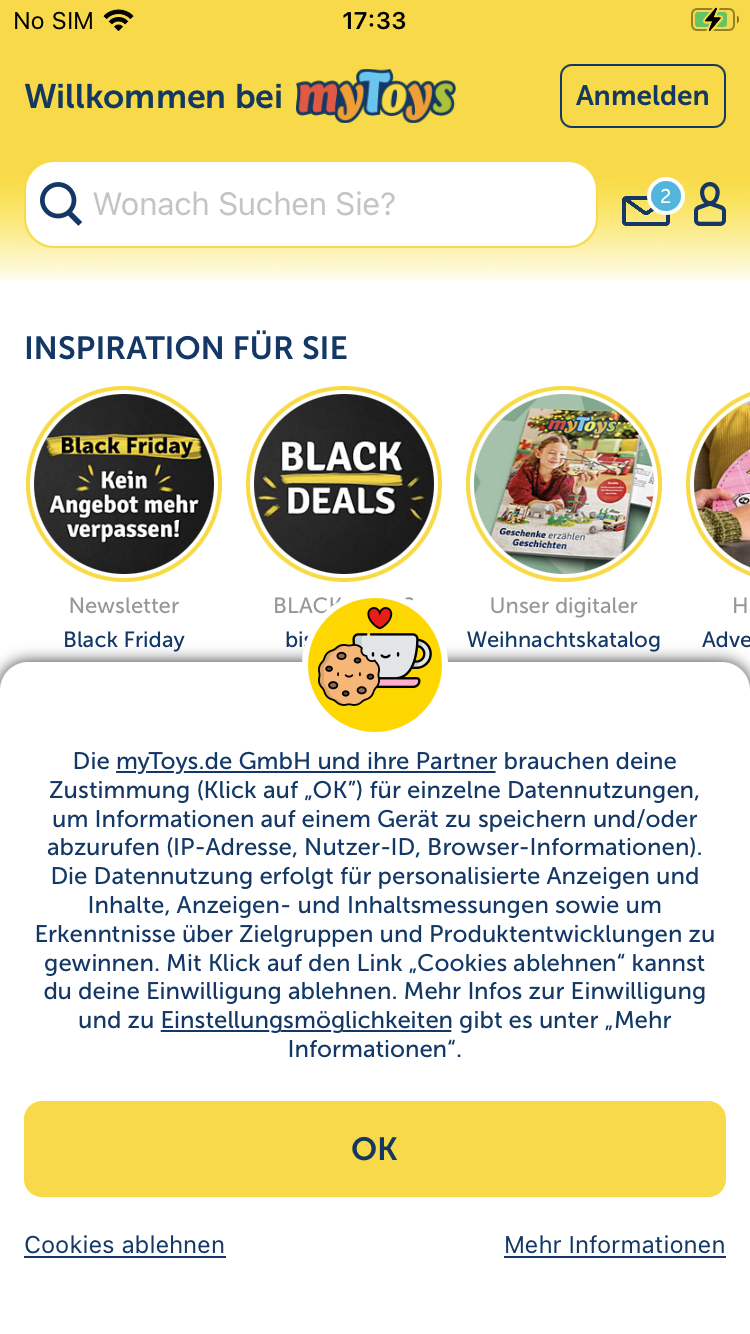 No SIM 17:33
Willkommen bei myToys Anmelden
Wonach Suchen Sie? 2
INSPIRATION FÜR SIE
Black Friday
Kein
Angebot mehr
verpassen!
BLACK
DEALS
myToys
Geschenke erzählen
Geschichten
Newsletter
Black Friday
BLACK
Unser digitaler
Weihnachtskatalog
Die myToys.de GmbH und ihre Partner brauchen deine
Zustimmung (Klick auf „OK”) für einzelne Datennutzungen,
um Informationen auf einem Gerät zu speichern und/oder
abzurufen (IP-Adresse, Nutzer-ID, Browser-Informationen).
Die Datennutzung erfolgt für personalisierte Anzeigen und
Inhalte, Anzeigen- und Inhaltsmessungen sowie um
Erkenntnisse über Zielgruppen und Produktentwicklungen zu
gewinnen. Mit Klick auf den Link „Cookies ablehnen“ kannst
du deine Einwilligung ablehnen. Mehr Infos zur Einwilligung
und zu Einstellungsmöglichkeiten gibt es unter „Mehr
Informationen“.
OK
Cookies ablehnen Mehr Informationen